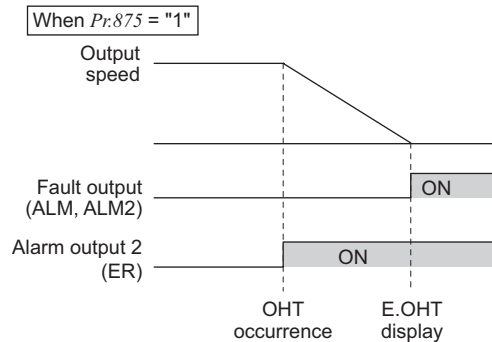 When Pr.875 = "1"
Output
speed
Fault output
(ALM, ALM2)
ON
Alarm output 2
(ER)
ON
OHT
occurrence
E.OHT
display